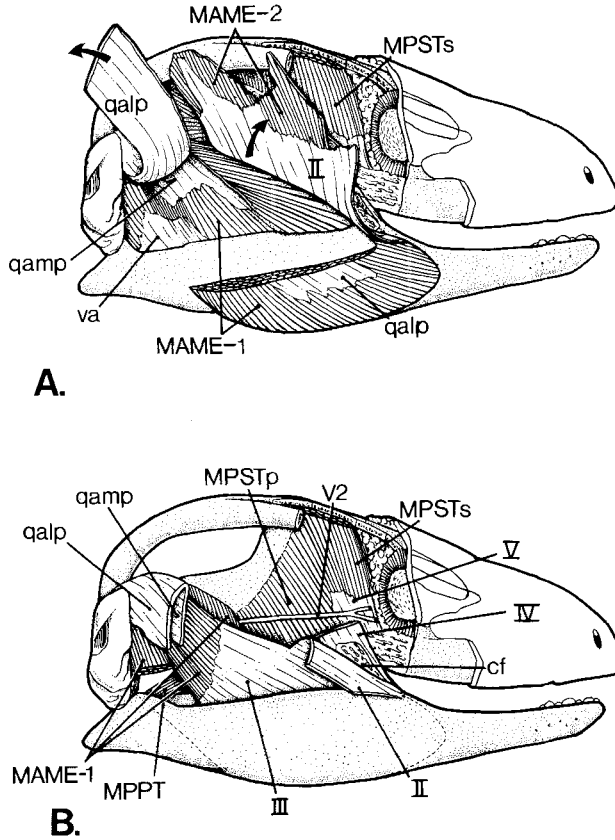 MAME-2
MPSTs
qalp
II
qamp
va
MAME-1
qalp
A.
MPSTp
V2
qamp
MPSTs
qalp
V
IV
cf
MAME-1
MPPT
III
II
B.